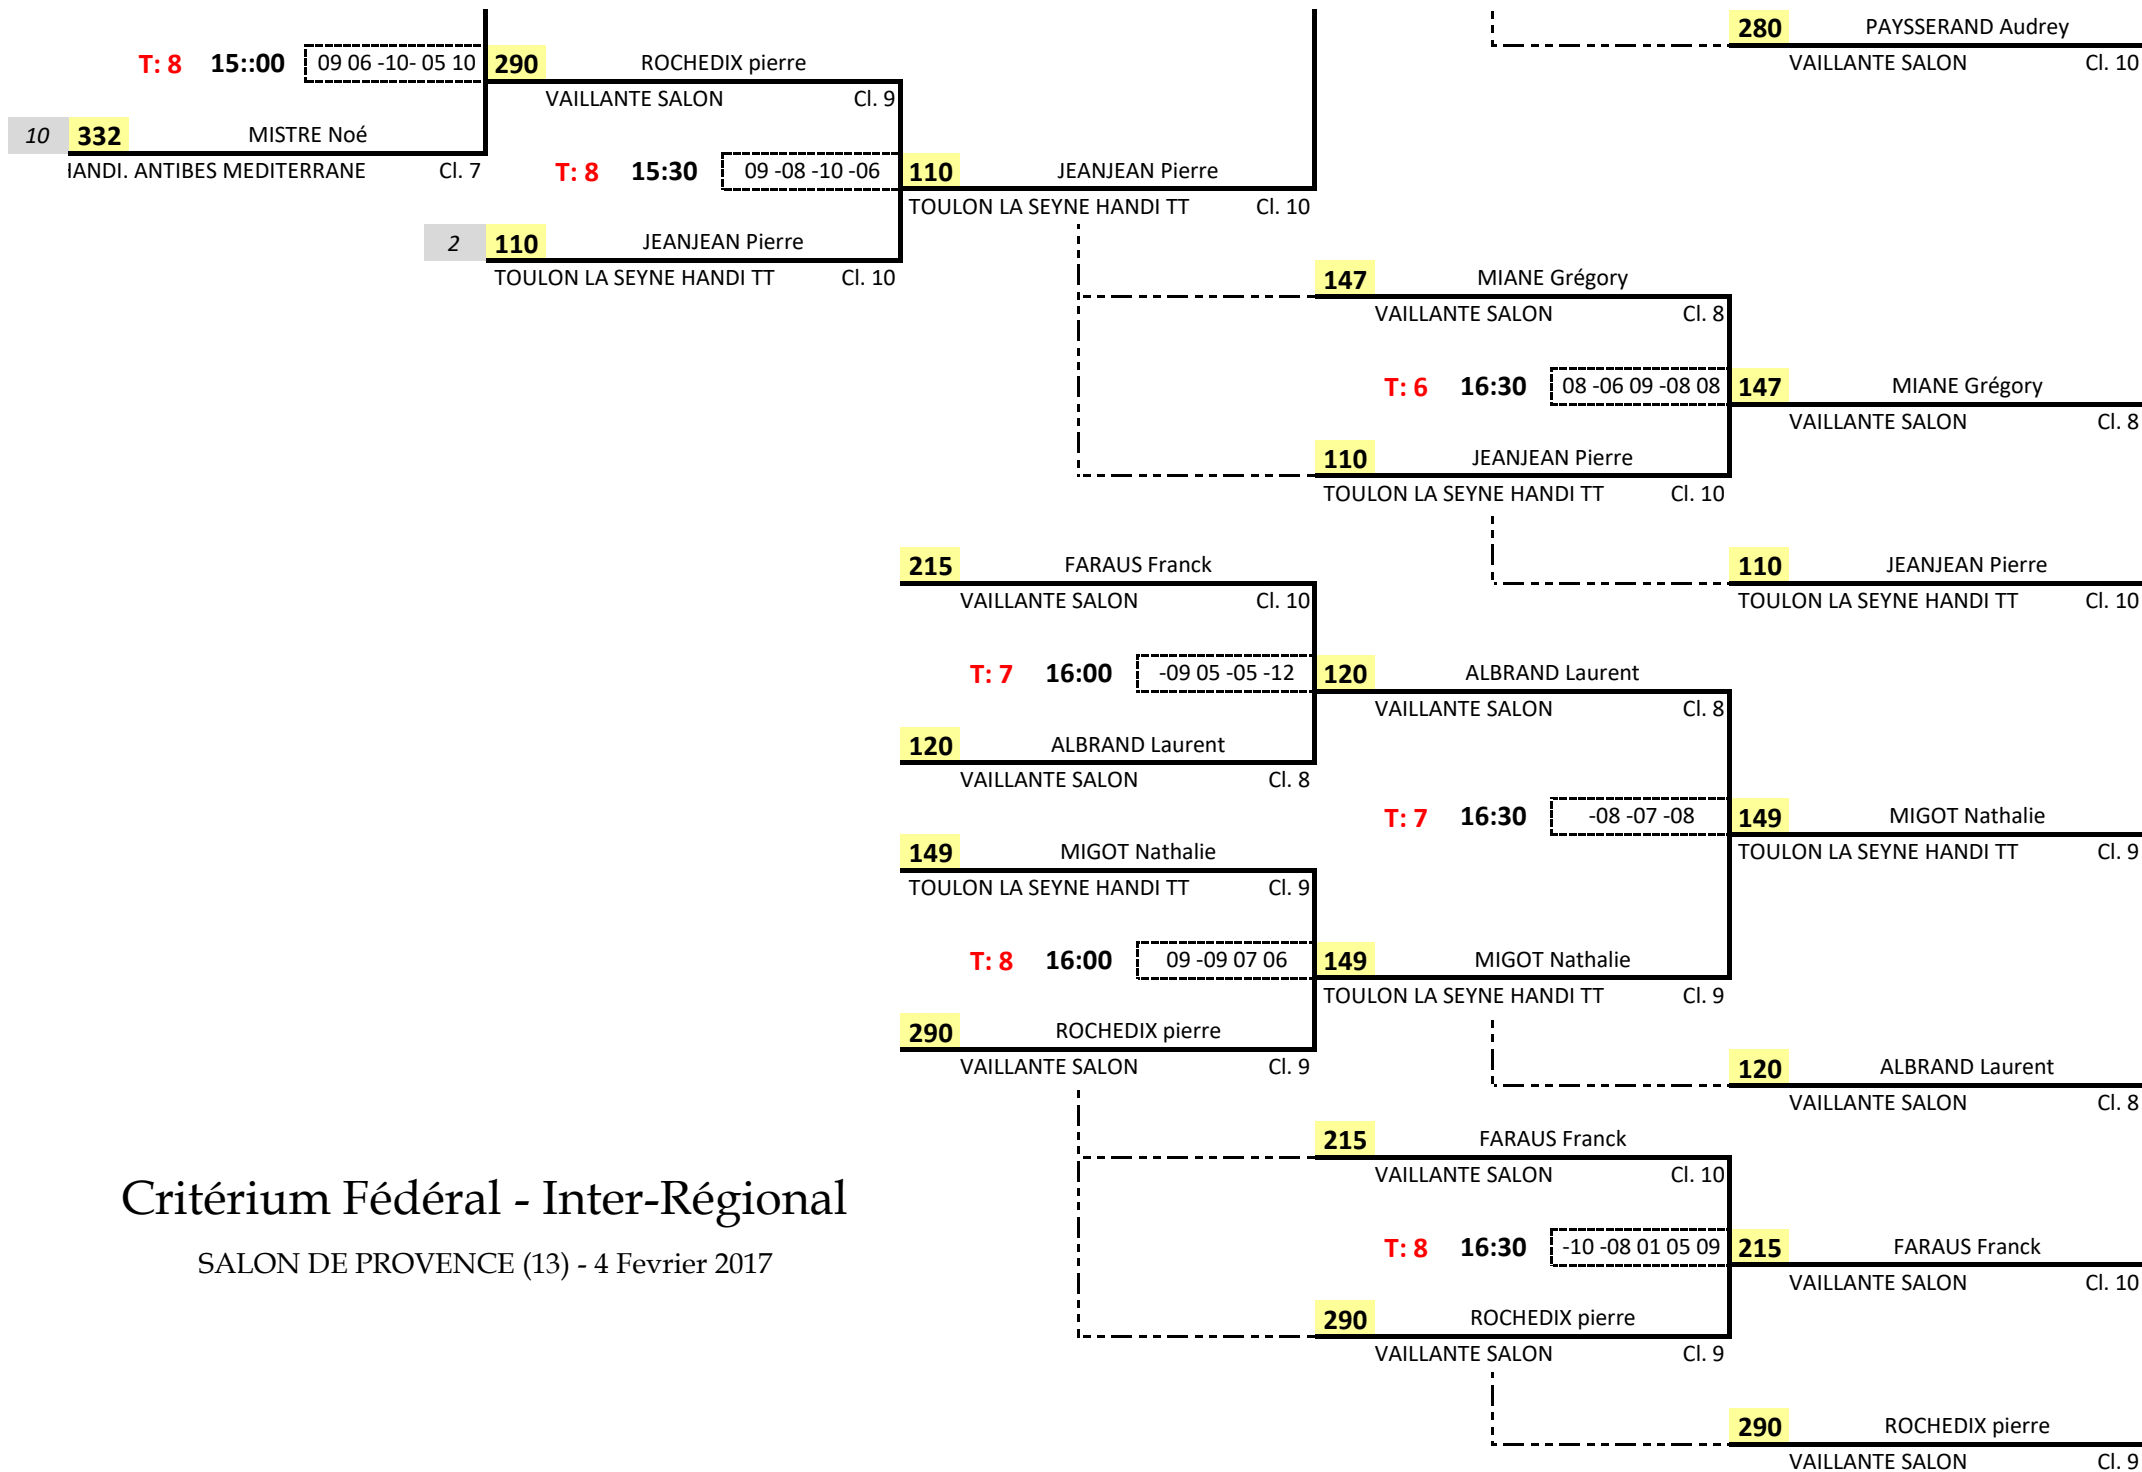 280 PAYSSERAND Audrey
T: 8 15::00 09 06 -10- 05 10 290 ROCHEDIX pierre
VAILLANTE SALON Cl. 10
VAILLANTE SALON Cl. 9
10 332 MISTRE Noé
HANDI. ANTIBES MEDITERRANE Cl. 7
T: 8 15:30 09 -08 -10 -06 110 JEANJEAN Pierre
TOULON LA SEYNE HANDI TT Cl. 10
2 110 JEANJEAN Pierre
TOULON LA SEYNE HANDI TT Cl. 10
147 MIANE Grégory
VAILLANTE SALON Cl. 8
T: 6 16:30 08 -06 09 -08 08 147 MIANE Grégory
VAILLANTE SALON Cl. 8
110 JEANJEAN Pierre
TOULON LA SEYNE HANDI TT Cl. 10
215 FARAUS Franck
VAILLANTE SALON Cl. 10
110 JEANJEAN Pierre
TOULON LA SEYNE HANDI TT Cl. 10
T: 7 16:00 -09 05 -05 -12 120 ALBRAND Laurent
VAILLANTE SALON Cl. 8
120 ALBRAND Laurent
VAILLANTE SALON Cl. 8
T: 7 16:30 -08 -07 -08 149 MIGOT Nathalie
TOULON LA SEYNE HANDI TT Cl. 9
149 MIGOT Nathalie
TOULON LA SEYNE HANDI TT Cl. 9
T: 8 16:00 09 -09 07 06 149 MIGOT Nathalie
TOULON LA SEYNE HANDI TT Cl. 9
290 ROCHEDIX pierre
VAILLANTE SALON Cl. 9
120 ALBRAND Laurent
VAILLANTE SALON Cl. 8
215 FARAUS Franck
VAILLANTE SALON Cl. 10
Critérium Fédéral - Inter-Régional
SALON DE PROVENCE (13) - 4 Fevrier 2017
T: 8 16:30 -10 -08 01 05 09 215 FARAUS Franck
VAILLANTE SALON Cl. 10
290 ROCHEDIX pierre
VAILLANTE SALON Cl. 9
290 ROCHEDIX pierre
VAILLANTE SALON Cl. 9